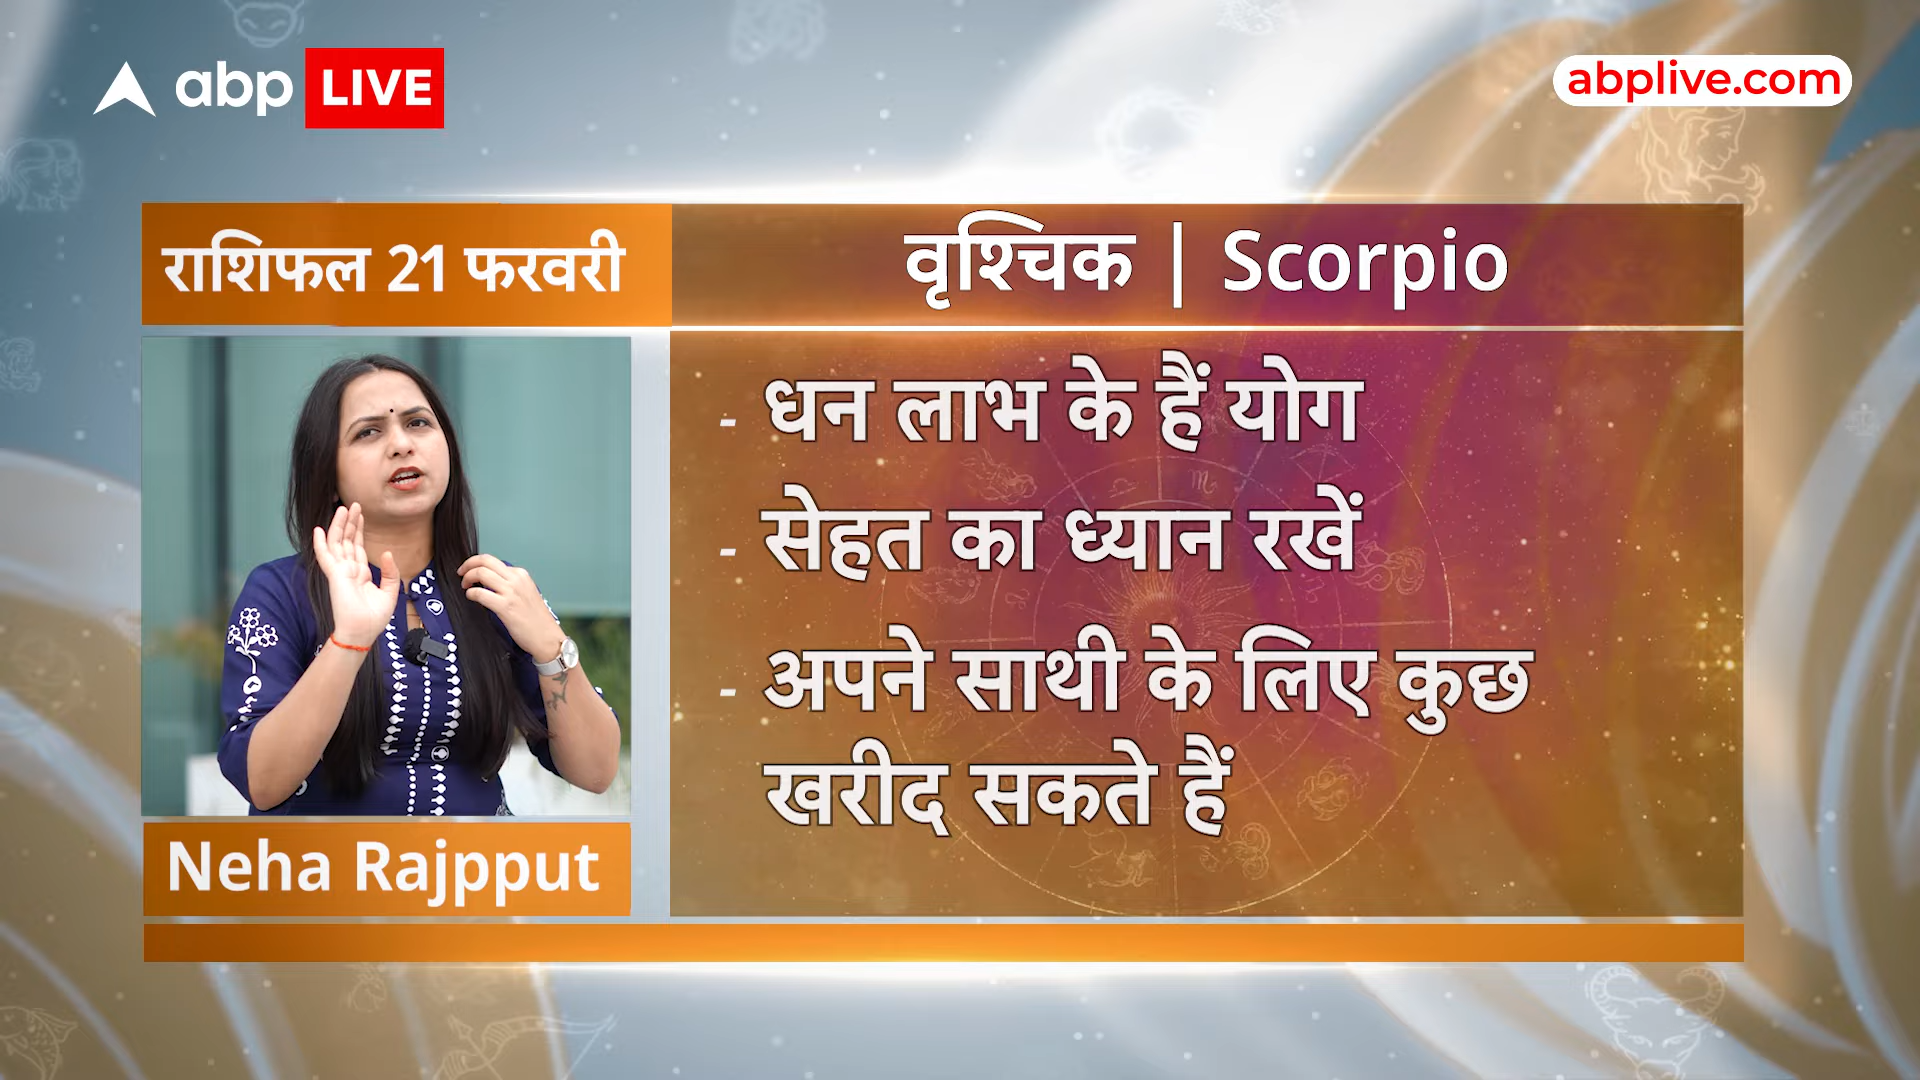 abp LIVE
abplive.com
राशिफल 21 फरवरी
वृश्चिक | Scorpio
- धन लाभ के हैं योग
- सेहत का ध्यान रखें
- अपने साथी के लिए कुछ
खरीद सकते हैं
Neha Rajpput